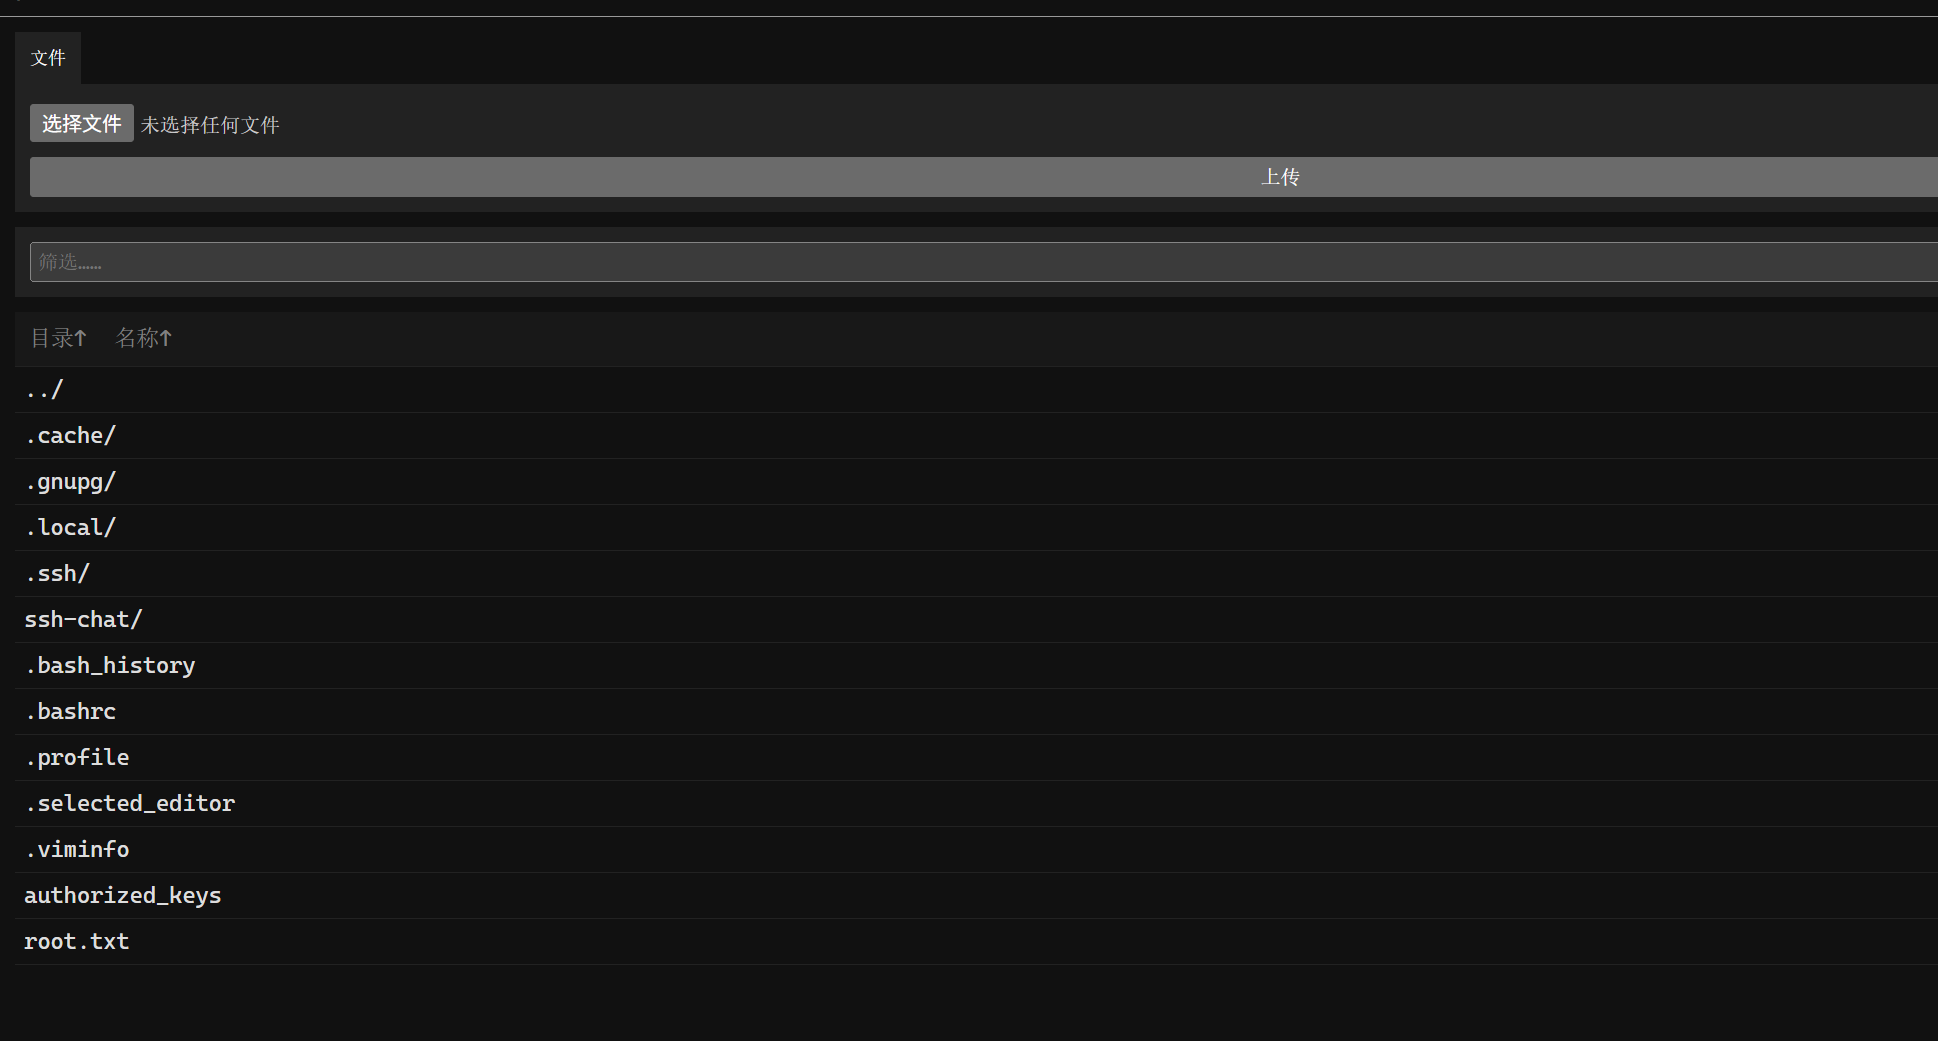 文件
选择文件 未选择任何文件
上传
筛选……
目录↑ 名称↑
../
.cache/
.gnupg/
.local/
.ssh/
ssh-chat/
.bash_history
.bashrc
.profile
.selected_editor
.viminfo
authorized_keys
root.txt